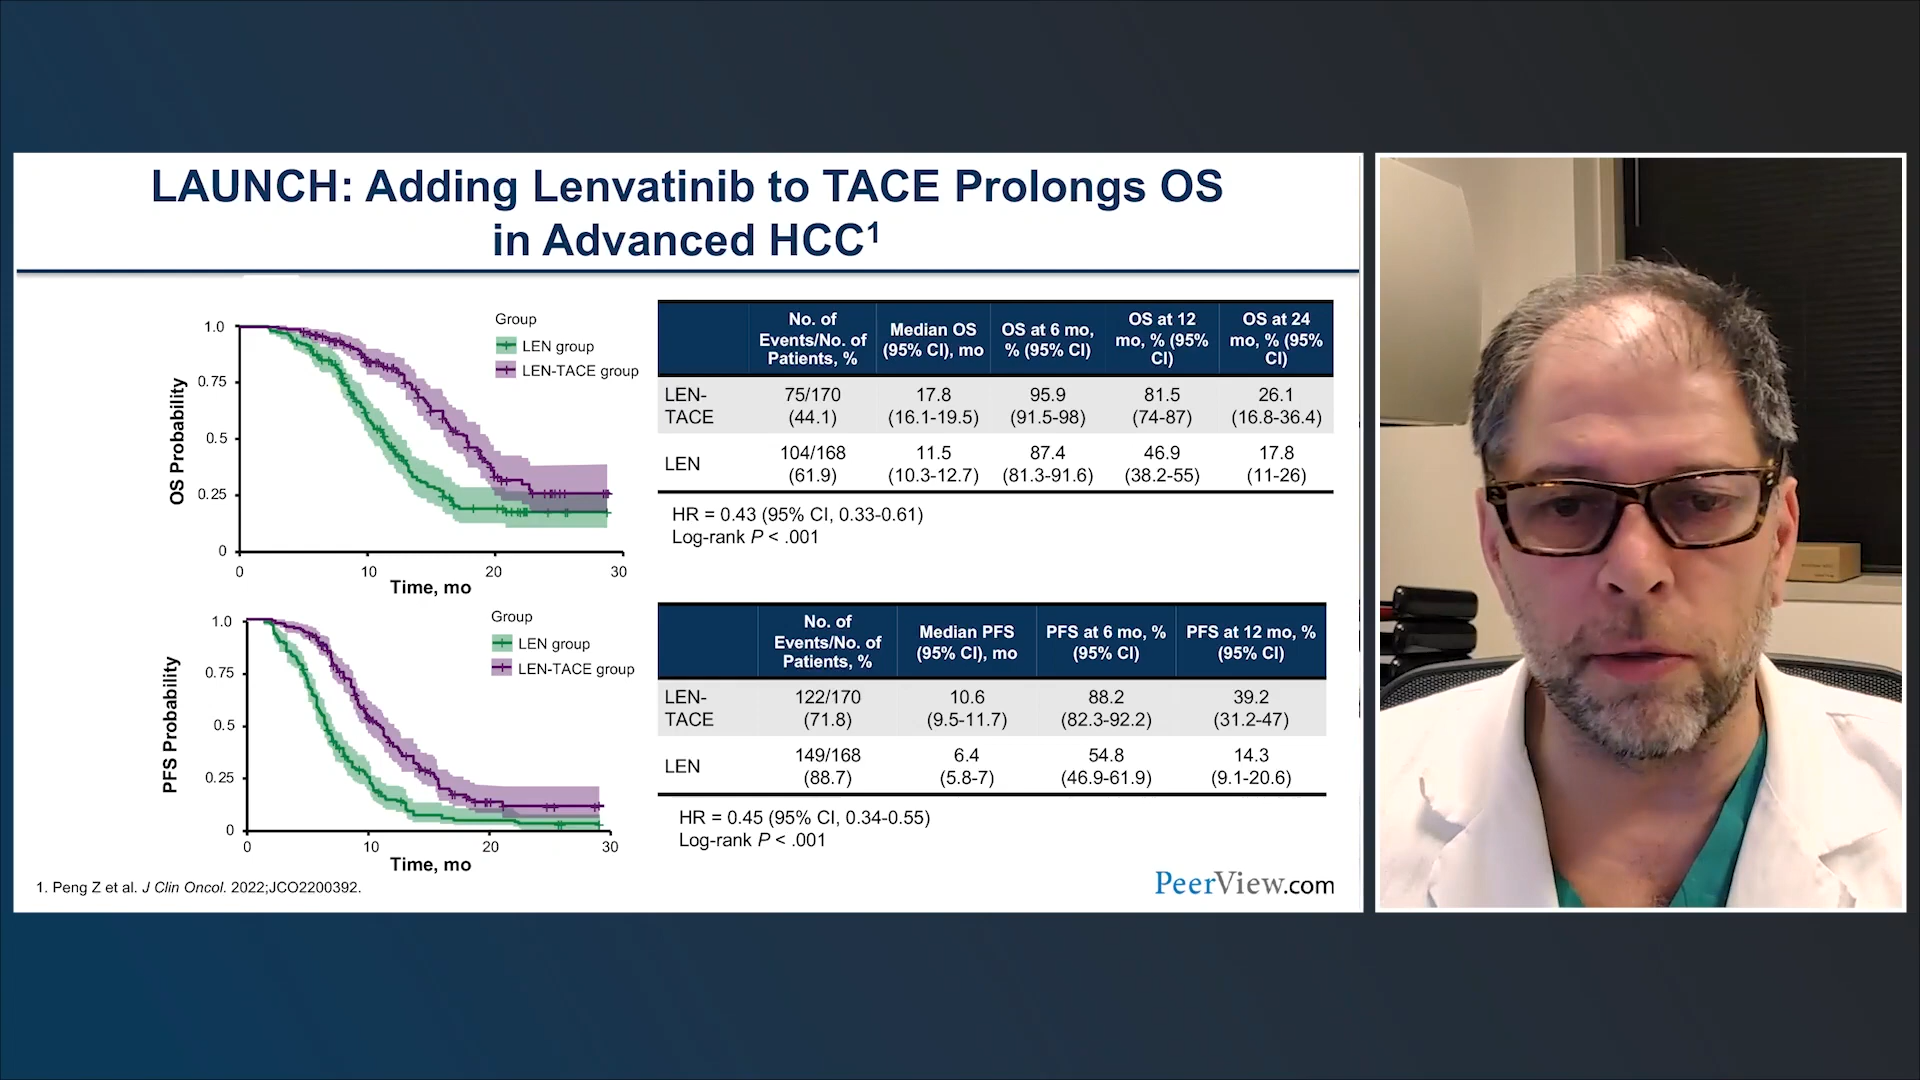 LAUNCH: Adding Lenvatinib to TACE Prolongs OS
in Advanced HCC1
OS Probability
1.0
0.75
0.5
0.25
0
0 10 20 30
Time, mo
Group
LEN group
LEN-TACE group
No. of Events/No. of Patients, % | Median OS (95% CI), mo | OS at 6 mo, % (95% CI) | OS at 12 mo, % (95% CI) | OS at 24 mo, % (95% CI)
LEN-TACE | 75/170 (44.1) | 17.8 (16.1-19.5) | 95.9 (91.5-98) | 81.5 (74-87) | 26.1 (16.8-36.4)
LEN | 104/168 (61.9) | 11.5 (10.3-12.7) | 87.4 (81.3-91.6) | 46.9 (38.2-55) | 17.8 (11-26)
HR = 0.43 (95% CI, 0.33-0.61)
Log-rank P < .001
PFS Probability
1.0
0.75
0.5
0.25
0
0 10 20 30
Time, mo
Group
LEN group
LEN-TACE group
No. of Events/No. of Patients, % | Median PFS (95% CI), mo | PFS at 6 mo, % (95% CI) | PFS at 12 mo, % (95% CI)
LEN-TACE | 122/170 (71.8) | 10.6 (9.5-11.7) | 88.2 (82.3-92.2) | 39.2 (31.2-47)
LEN | 149/168 (88.7) | 6.4 (5.8-7) | 54.8 (46.9-61.9) | 14.3 (9.1-20.6)
HR = 0.45 (95% CI, 0.34-0.55)
Log-rank P < .001
1. Peng Z et al. J Clin Oncol. 2022;JCO2200392.
PeerView.com